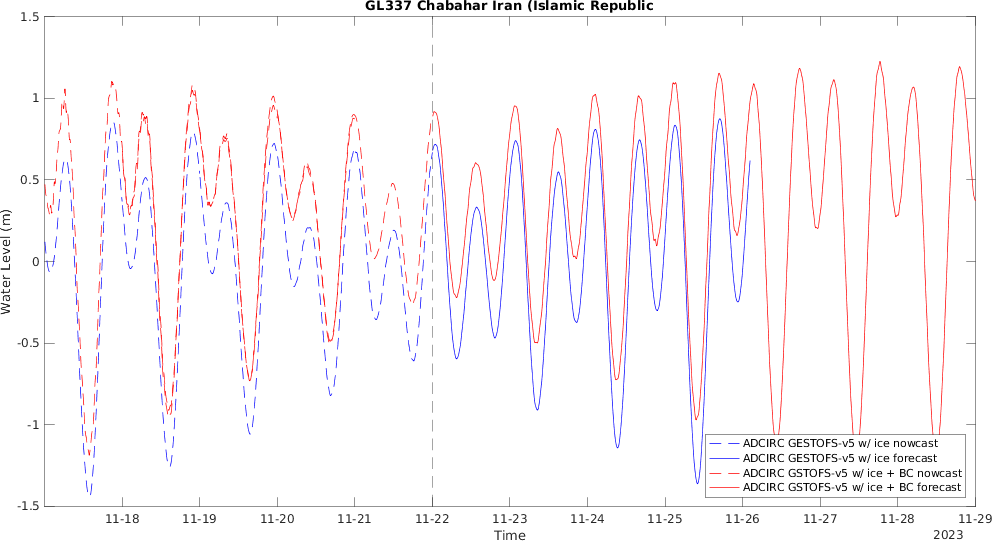 GL337 Chabahar Iran (Islamic Republic
1.5
1
0.5
0
-0.5
-1
-1.5
Water Level (m)
ADCIRC GESTOFS-v5 w/ ice nowcast
ADCIRC GESTOFS-v5 w/ ice forecast
ADCIRC GSTOFS-v5 w/ ice + BC nowcast
ADCIRC GSTOFS-v5 w/ ice + BC forecast
11-18 11-19 11-20 11-21 11-22 11-23 11-24 11-25 11-26 11-27 11-28 11-29
Time
2023